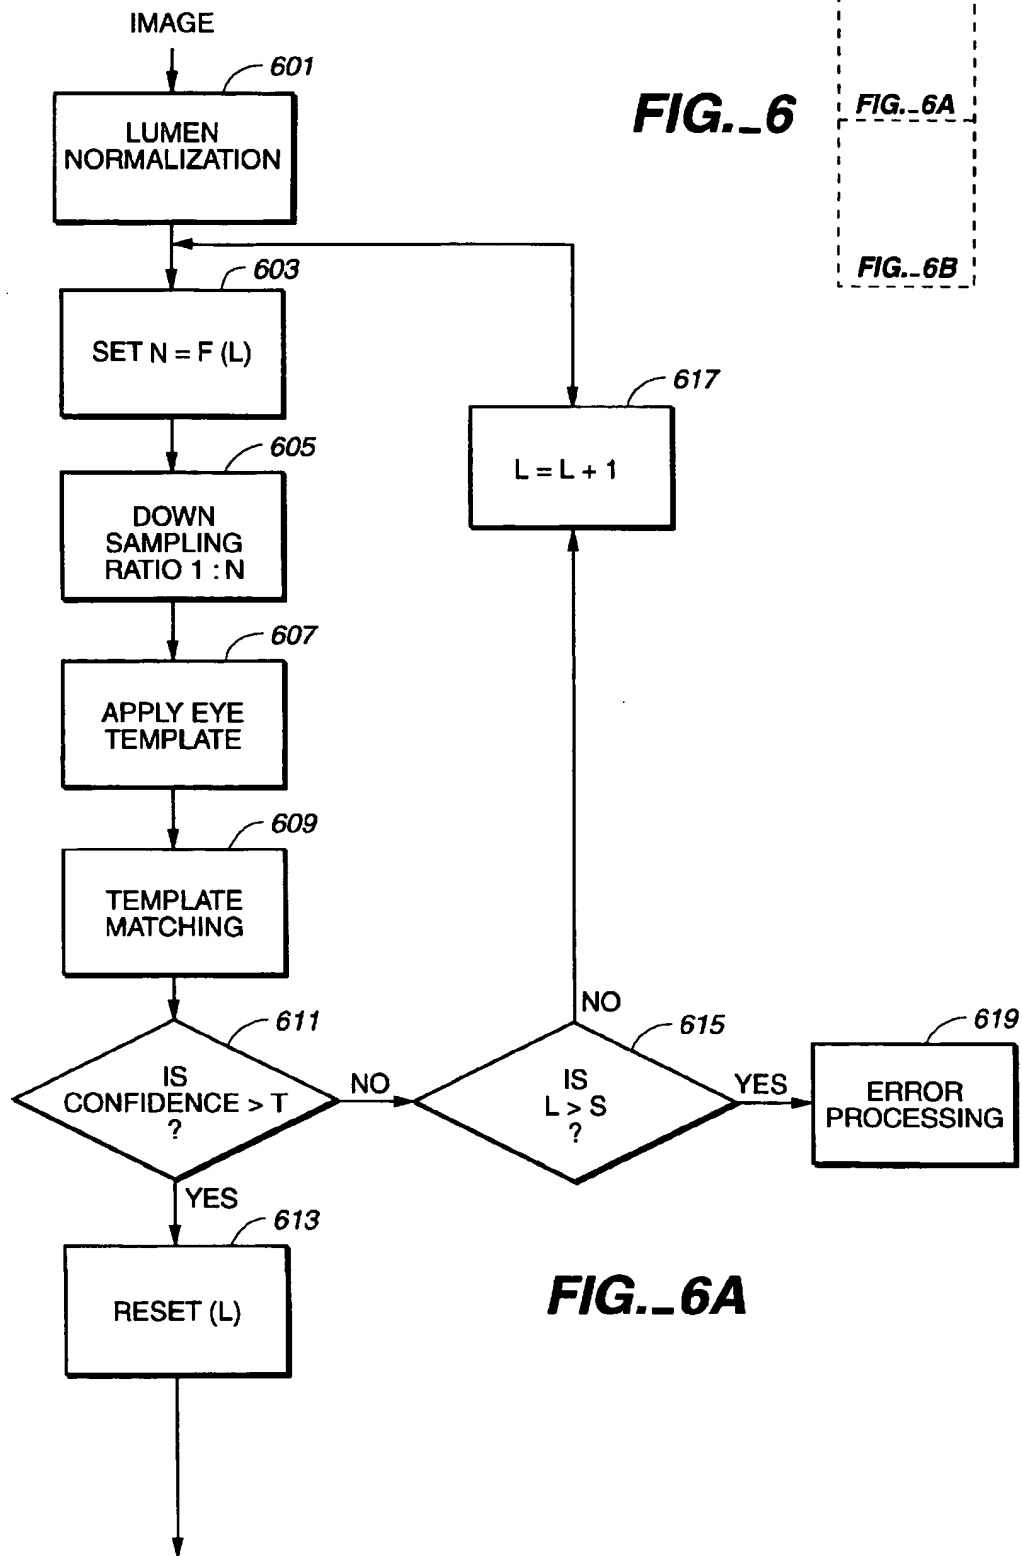 IMAGE
601
LUMEN
NORMALIZATION
FIG._6
FIG._6A
FIG._6B
603
SET N = F (L)
617
L = L + 1
605
DOWN
SAMPLING
RATIO 1 : N
607
APPLY EYE
TEMPLATE
609
TEMPLATE
MATCHING
611
IS
CONFIDENCE > T
?
NO
615
NO
IS
L > S
?
YES
619
ERROR
PROCESSING
YES
613
RESET (L)
FIG._6A